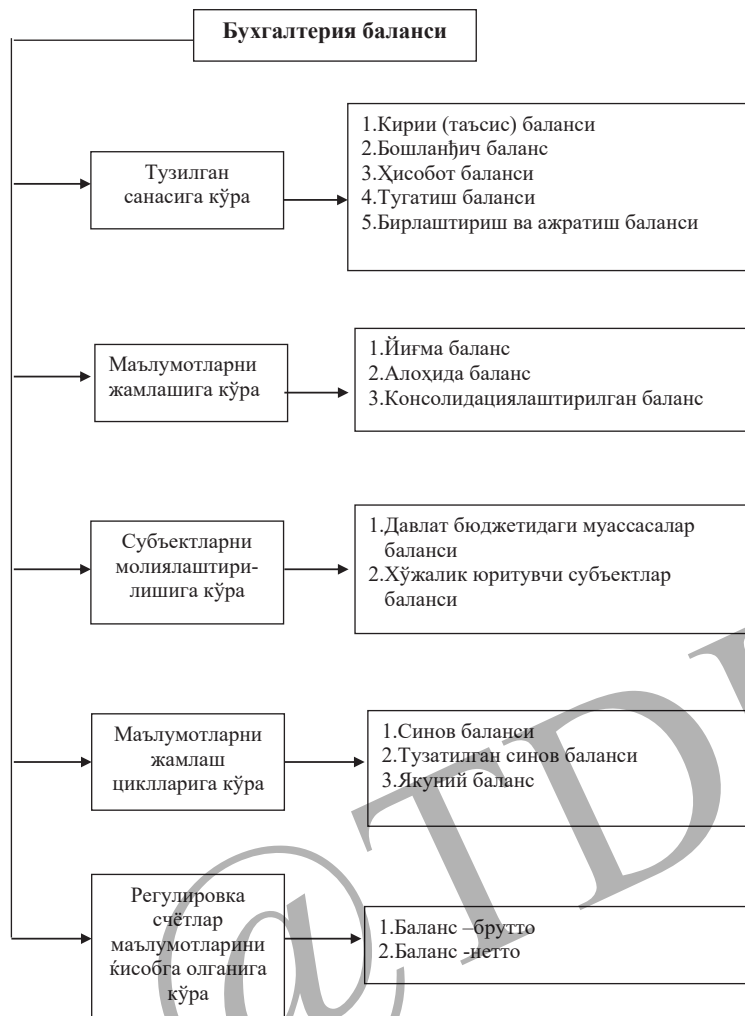 Бухгалтерия баланси
Тузилган
санасига кўра
1.Кирии (таъсис) баланси
2.Бошланђич баланс
3.Ҳисобот баланси
4.Тугатиш баланси
5.Бирлаштириш ва ажратиш баланси
Маълумотларни
жамлашига кўра
1.Йиғма баланс
2.Алоҳида баланс
3.Консолидациялаштирилган баланс
Субъектларни
молиялаштири-
лишига кўра
1.Давлат бюджетидаги муассасалар
баланси
2.Хўжалик юритувчи субъектлар
баланси
Маълумотларни
жамлаш
циклларига кўра
1.Синов баланси
2.Тузатилган синов баланси
3.Якуний баланс
Регулировка
счётлар
маълумотларини
ќисобга олганига
кўра
1.Баланс –брутто
2.Баланс -нетто